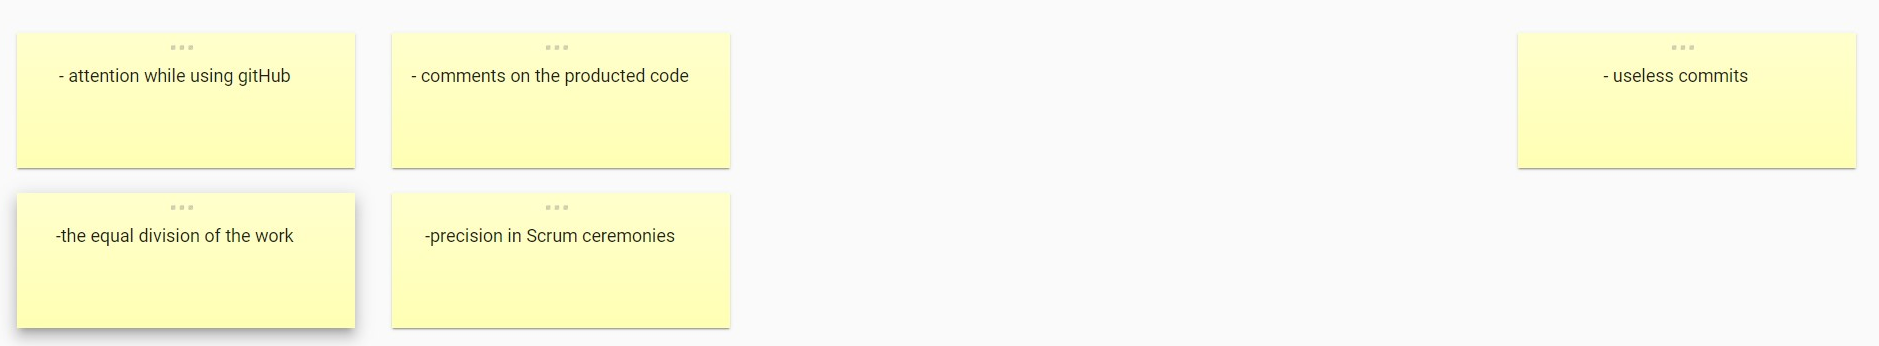 - attention while using gitHub
- comments on the producted code
- useless commits
-the equal division of the work
-precision in Scrum ceremonies